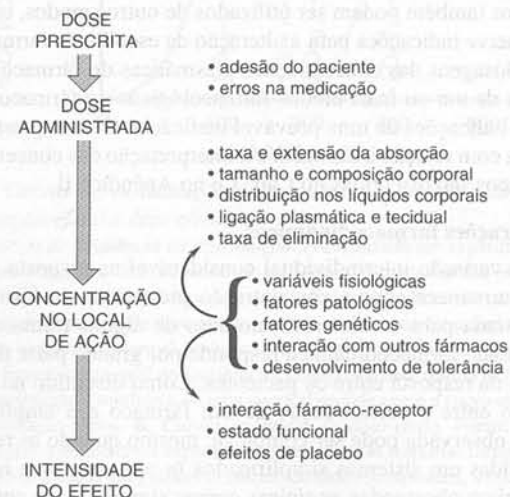 DOSE
PRESCRITA
• adesão do paciente
• erros na medicação
DOSE
ADMINISTRADA
• taxa e extensão da absorção
• tamanho e composição corporal
• distribuição nos líquidos corporais
• ligação plasmática e tecidual
• taxa de eliminação
• variáveis fisiológicas
• fatores patológicos
• fatores genéticos
• interação com outros fármacos
• desenvolvimento de tolerância
CONCENTRAÇÃO
NO LOCAL
DE AÇÃO
• interação fármaco-receptor
• estado funcional
• efeitos de placebo
INTENSIDADE
DO EFEITO